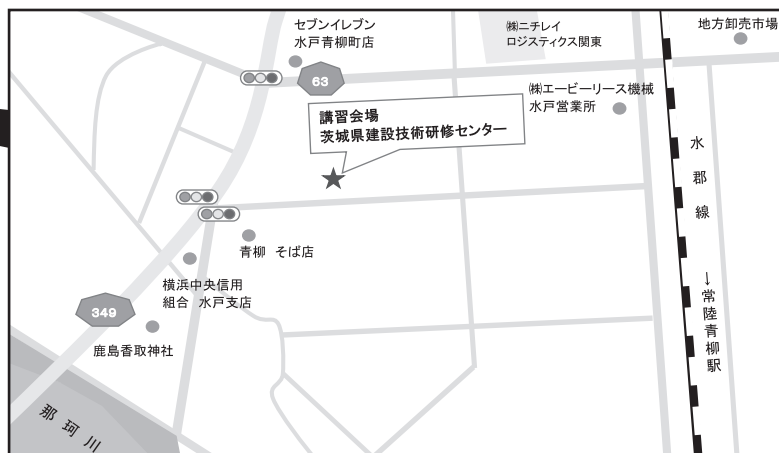 セブンイレブン
水戸青柳町店
㈱ニチレイ
ロジスティクス関東
地方卸売市場
63
㈱エービーリース機械
水戸営業所
講習会場
茨城県建設技術研修センター
水郡線
青柳 そば店
横浜中央信用
組合 水戸支店
349
鹿島香取神社
↓常陸青柳駅
那珂川